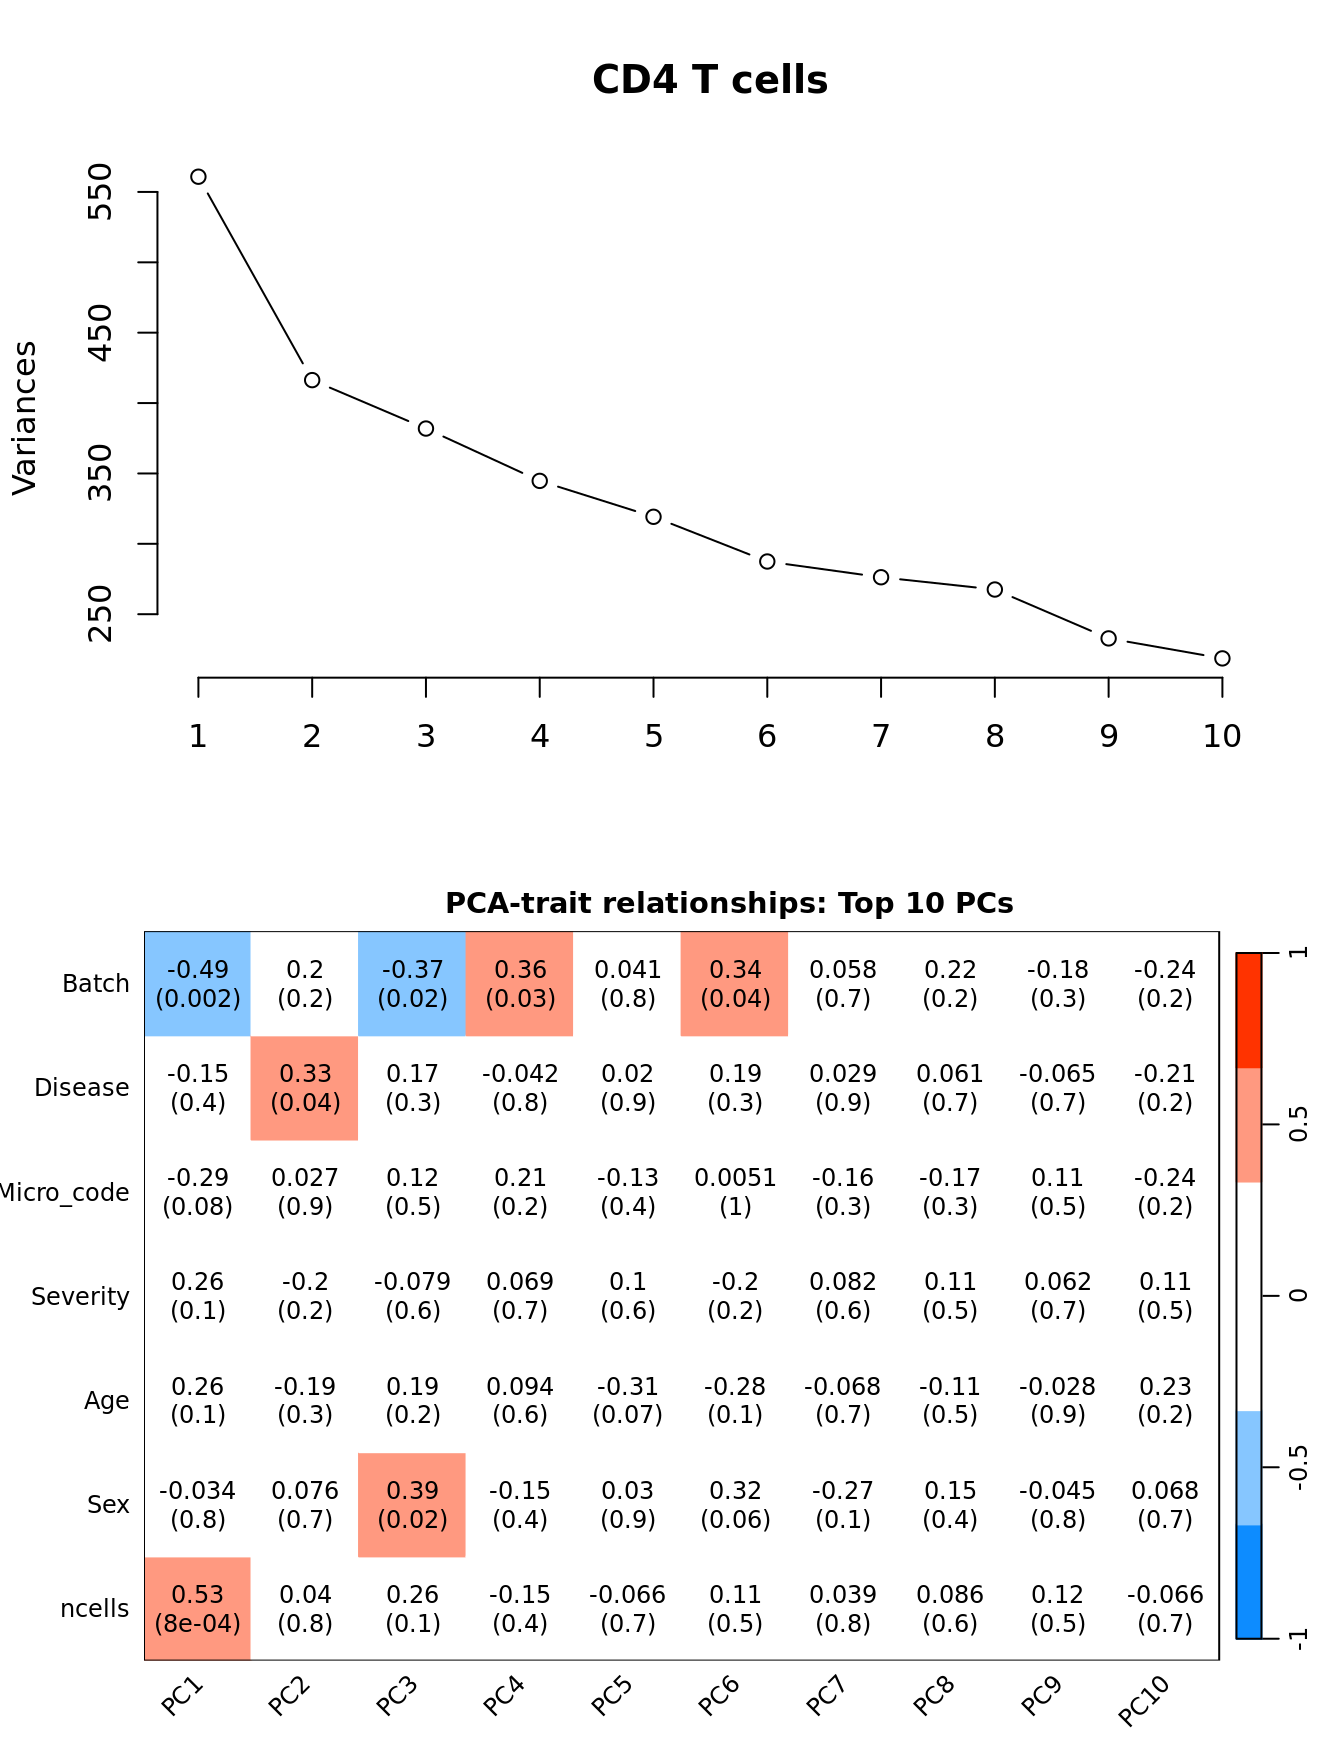 CD4 T cells
Variances
550
450
350
250
1 2 3 4 5 6 7 8 9 10
PCA-trait relationships: Top 10 PCs
Batch -0.49 0.2 -0.37 0.36 0.041 0.34 0.058 0.22 -0.18 -0.24
(0.002) (0.2) (0.02) (0.03) (0.8) (0.04) (0.7) (0.2) (0.3) (0.2)
Disease -0.15 0.33 0.17 -0.042 0.02 0.19 0.029 0.061 -0.065 -0.21
(0.4) (0.04) (0.3) (0.8) (0.9) (0.3) (0.9) (0.7) (0.7) (0.2)
Micro_code -0.29 0.027 0.12 0.21 -0.13 0.0051 -0.16 -0.17 0.11 -0.24
(0.08) (0.9) (0.5) (0.2) (0.4) (1) (0.3) (0.3) (0.5) (0.2)
Severity 0.26 -0.2 -0.079 0.069 0.1 -0.2 0.082 0.11 0.062 0.11
(0.1) (0.2) (0.6) (0.7) (0.6) (0.2) (0.6) (0.5) (0.7) (0.5)
Age 0.26 -0.19 0.19 0.094 -0.31 -0.28 -0.068 -0.11 -0.028 0.23
(0.1) (0.3) (0.2) (0.6) (0.07) (0.1) (0.7) (0.5) (0.9) (0.2)
Sex -0.034 0.076 0.39 -0.15 0.03 0.32 -0.27 0.15 -0.045 0.068
(0.8) (0.7) (0.02) (0.4) (0.9) (0.06) (0.1) (0.4) (0.8) (0.7)
ncells 0.53 0.04 0.26 -0.15 -0.066 0.11 0.039 0.086 0.12 -0.066
(8e-04) (0.8) (0.1) (0.4) (0.7) (0.5) (0.8) (0.6) (0.5) (0.7)
PC1 PC2 PC3 PC4 PC5 PC6 PC7 PC8 PC9 PC10
1
0.5
0
-0.5
-1